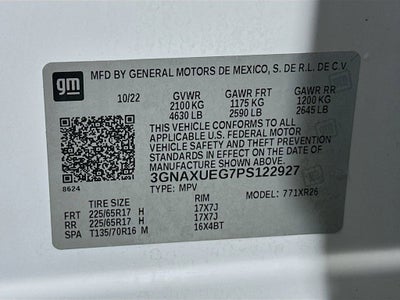 gm
MFD BY GENERAL MOTORS DE MEXICO, S. DE R.L. DE C.V.
10/22 GVWR GAWR FRT GAWR RR
2100 KG 1175 KG 1200 KG
4630 LB 2590 LB 2645 LB
THIS VEHICLE CONFORMS TO ALL
APPLICABLE U.S. FEDERAL MOTOR
VEHICLE SAFETY, BUMPER, AND THEFT
PREVENTION STANDARDS IN EFFECT ON
THE DATE OF MANUFACTURE SHOWN ABOVE.
3GNAXUEG7PS122927
8624 TYPE: MPV MODEL: 771XR26
TIRE SIZE RIM
FRT 225/65R17 H 17X7J
RR 225/65R17 H 17X7J
SPA T135/70R16 M 16X4BT